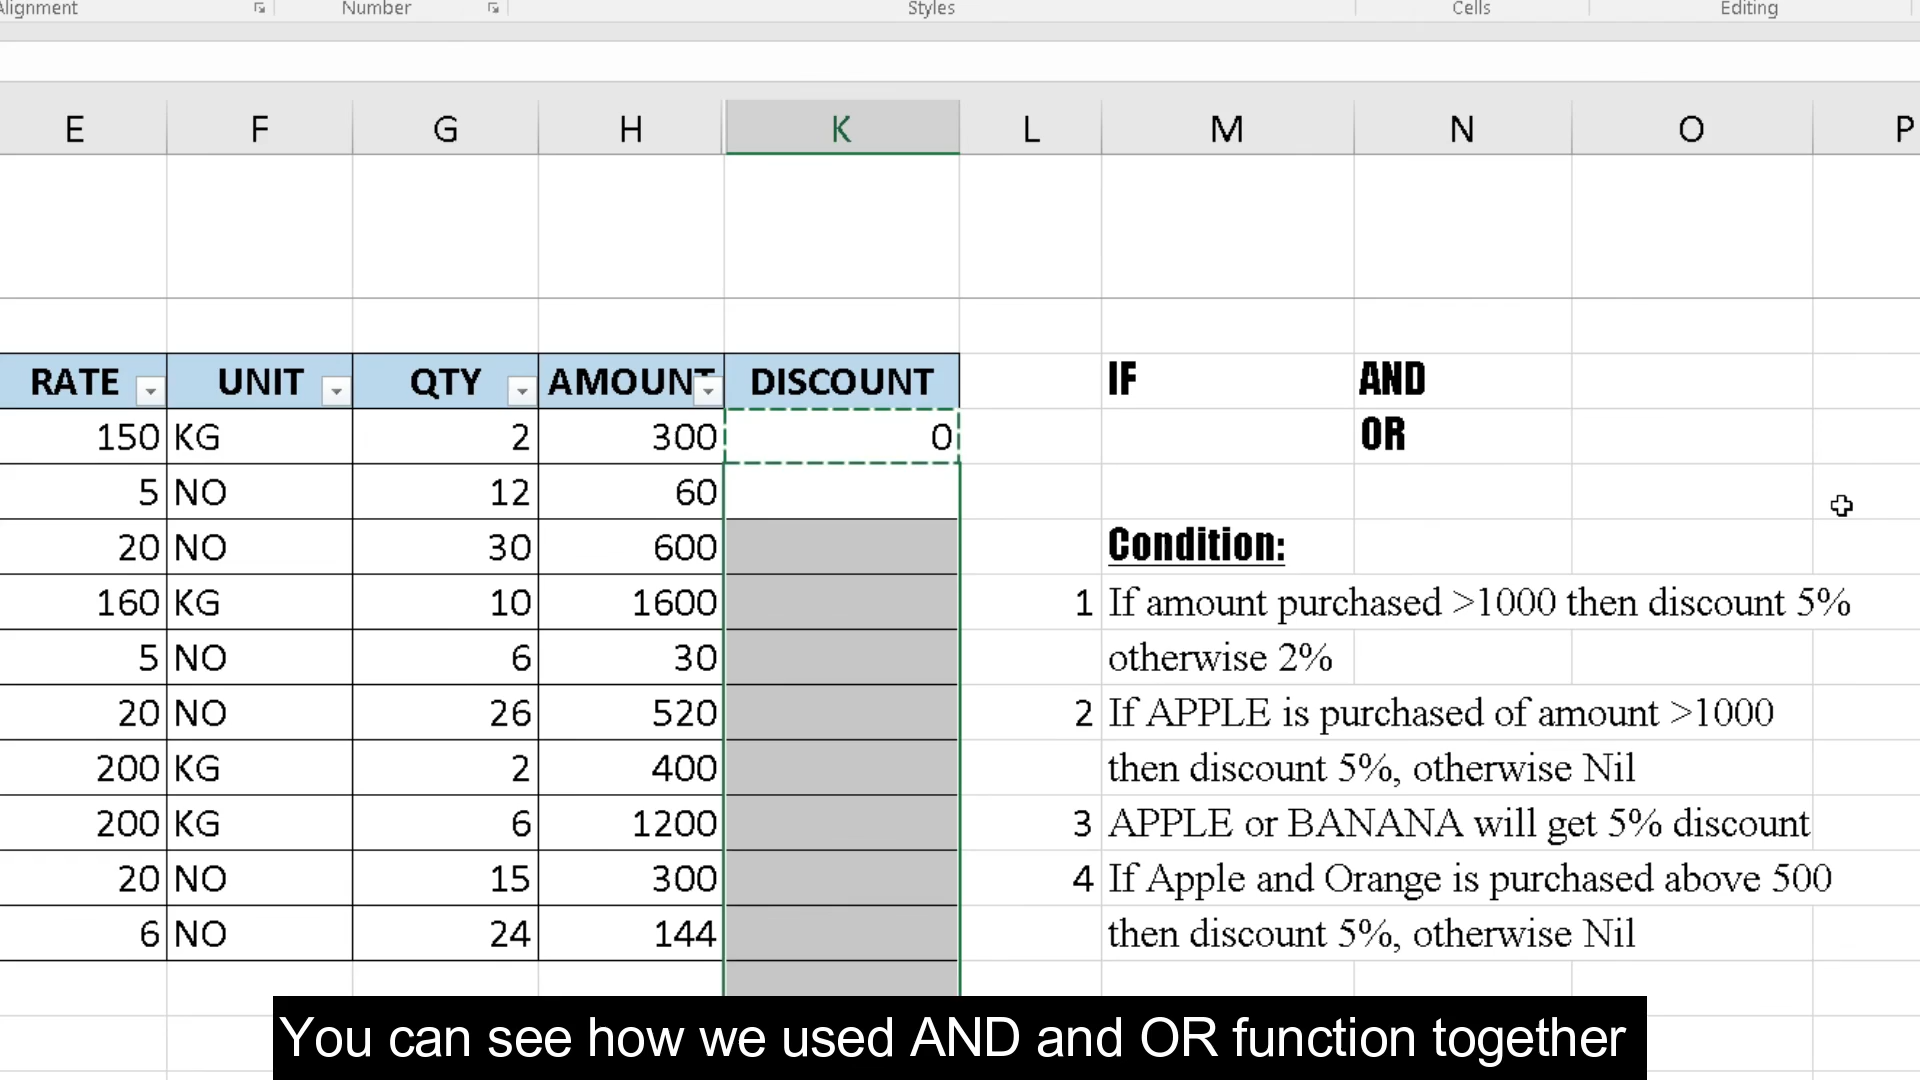 Alignment Number Styles Cells Editing
E F G H K L M N O P
RATE UNIT QTY AMOUNT DISCOUNT IF AND
150 KG 2 300 0 OR
5 NO 12 60
20 NO 30 600 Condition:
160 KG 10 1600 1 If amount purchased >1000 then discount 5%
5 NO 6 30 otherwise 2%
20 NO 26 520 2 If APPLE is purchased of amount >1000
200 KG 2 400 then discount 5%, otherwise Nil
200 KG 6 1200 3 APPLE or BANANA will get 5% discount
20 NO 15 300 4 If Apple and Orange is purchased above 500
6 NO 24 144 then discount 5%, otherwise Nil
You can see how we used AND and OR function together